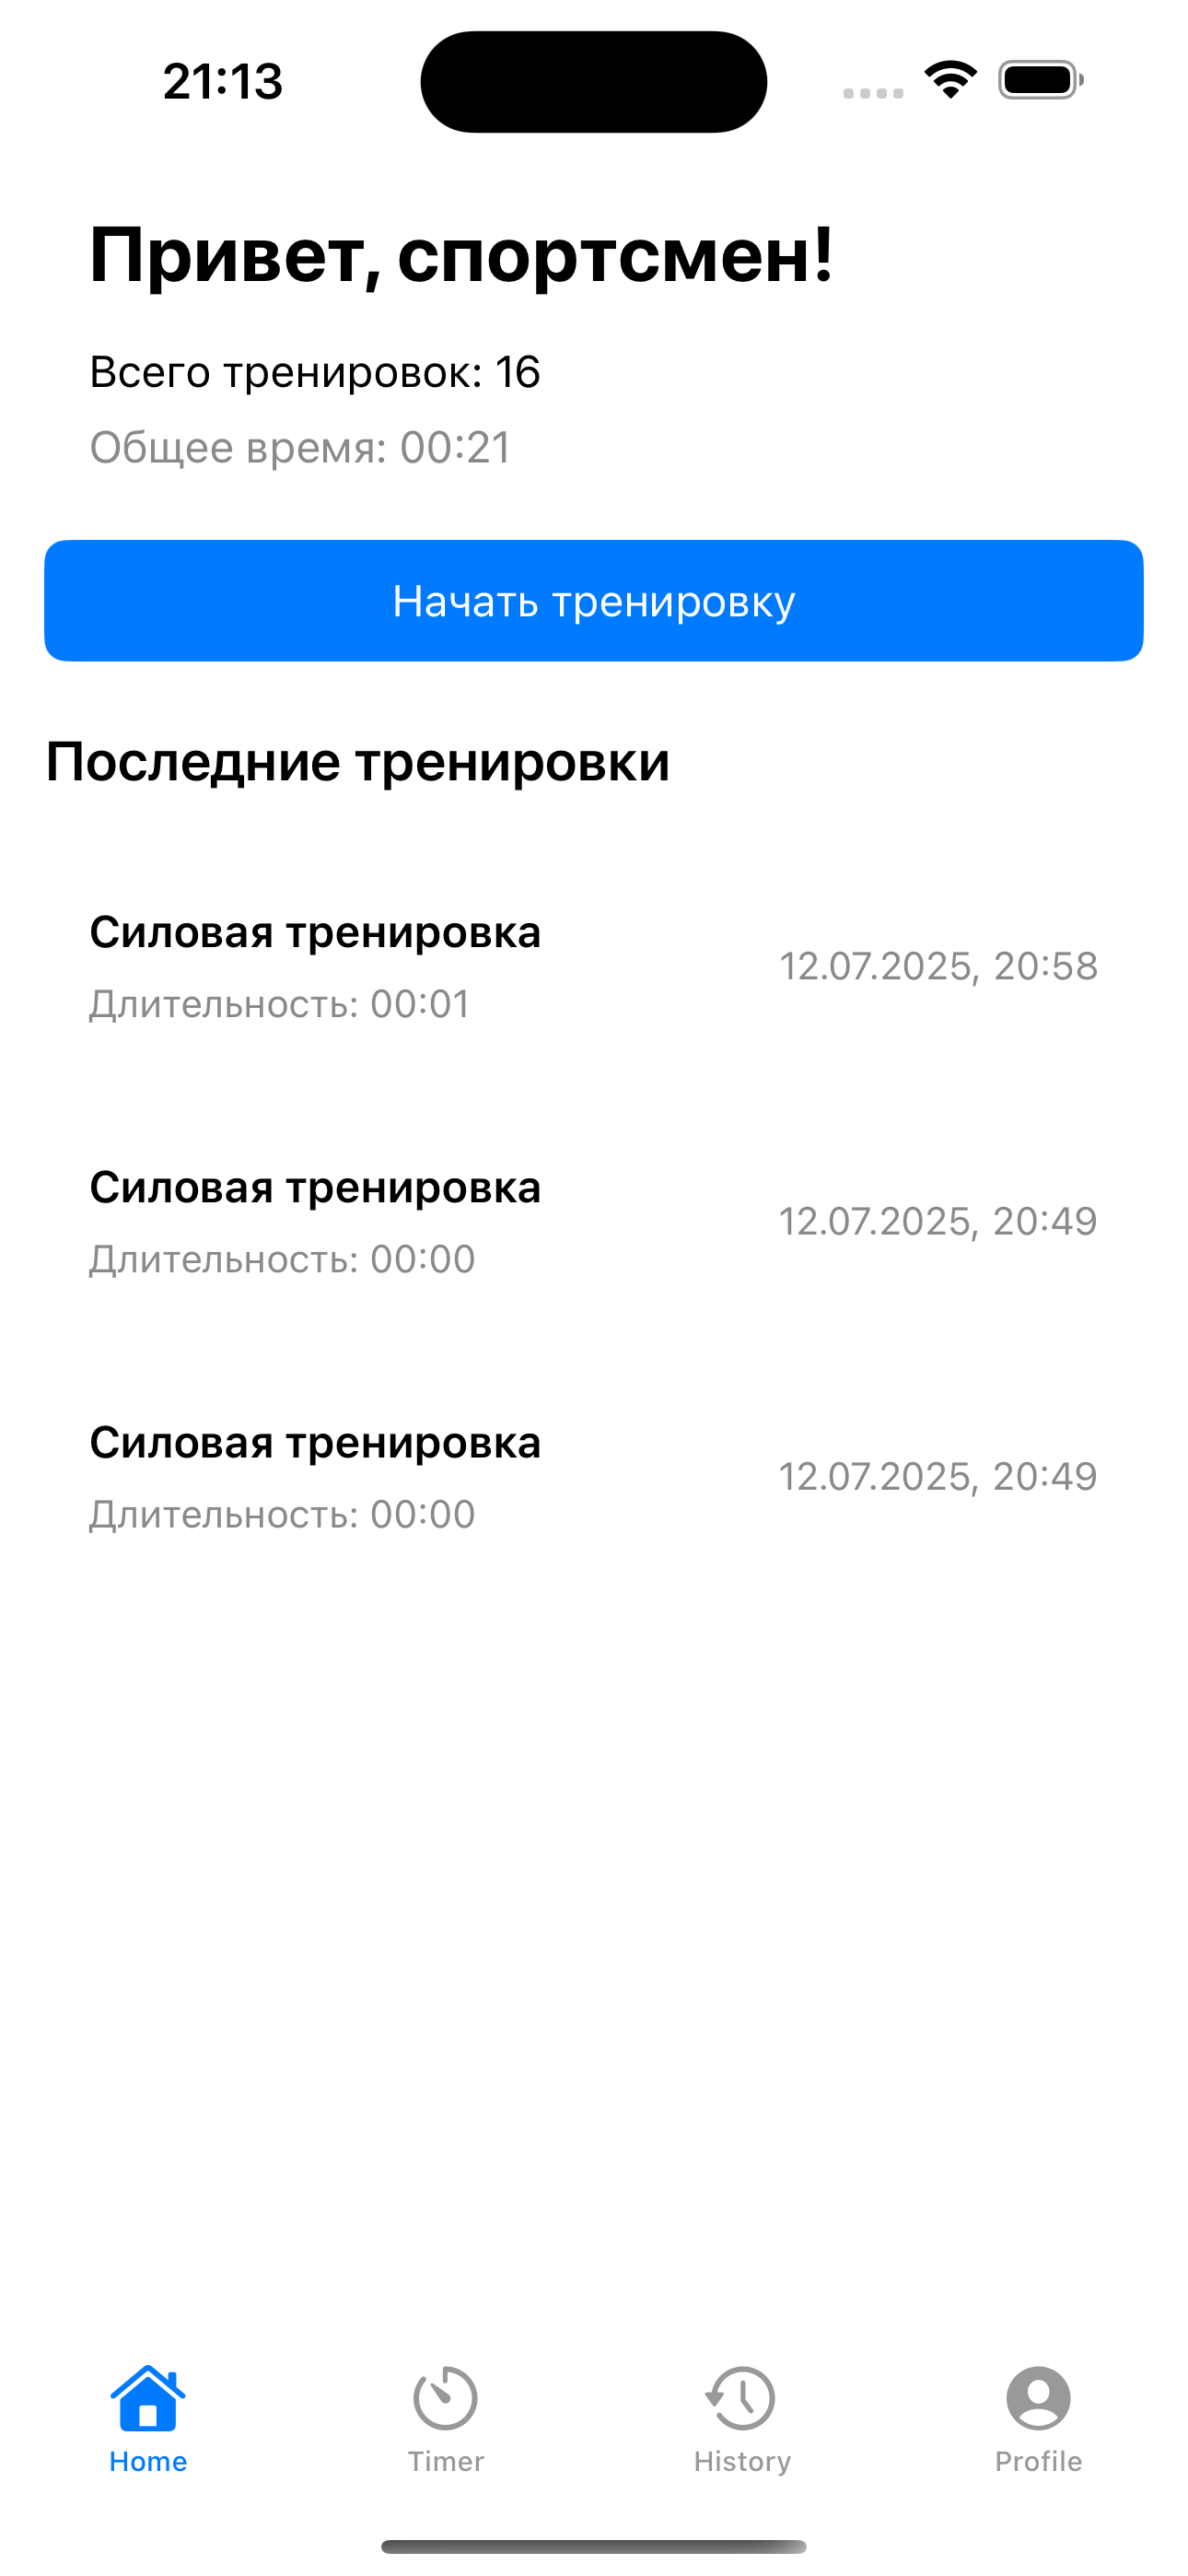 21:13
Привет, спортсмен!
Всего тренировок: 16
Общее время: 00:21
Начать тренировку
Последние тренировки
Силовая тренировка
12.07.2025, 20:58
Длительность: 00:01
Силовая тренировка
12.07.2025, 20:49
Длительность: 00:00
Силовая тренировка
12.07.2025, 20:49
Длительность: 00:00
Home Timer History Profile